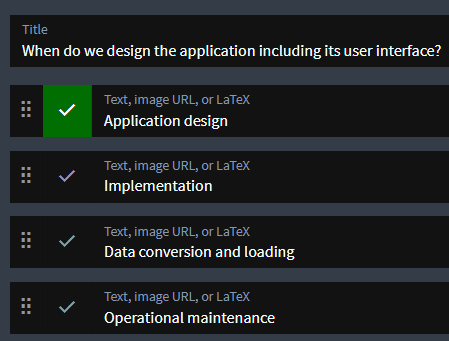 Title
When do we design the application including its user interface?
Text, image URL, or LaTeX
Application design
Text, image URL, or LaTeX
Implementation
Text, image URL, or LaTeX
Data conversion and loading
Text, image URL, or LaTeX
Operational maintenance